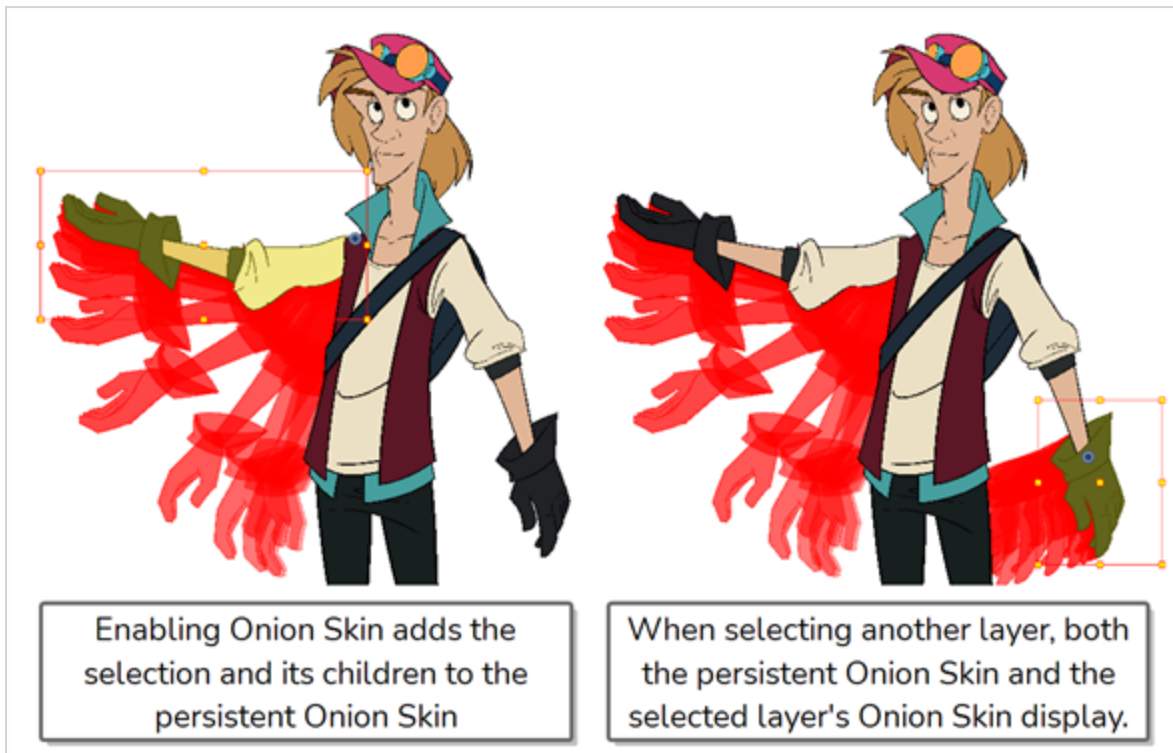 Enabling Onion Skin adds the
selection and its children to the
persistent Onion Skin
When selecting another layer, both
the persistent Onion Skin and the
selected layer's Onion Skin display.